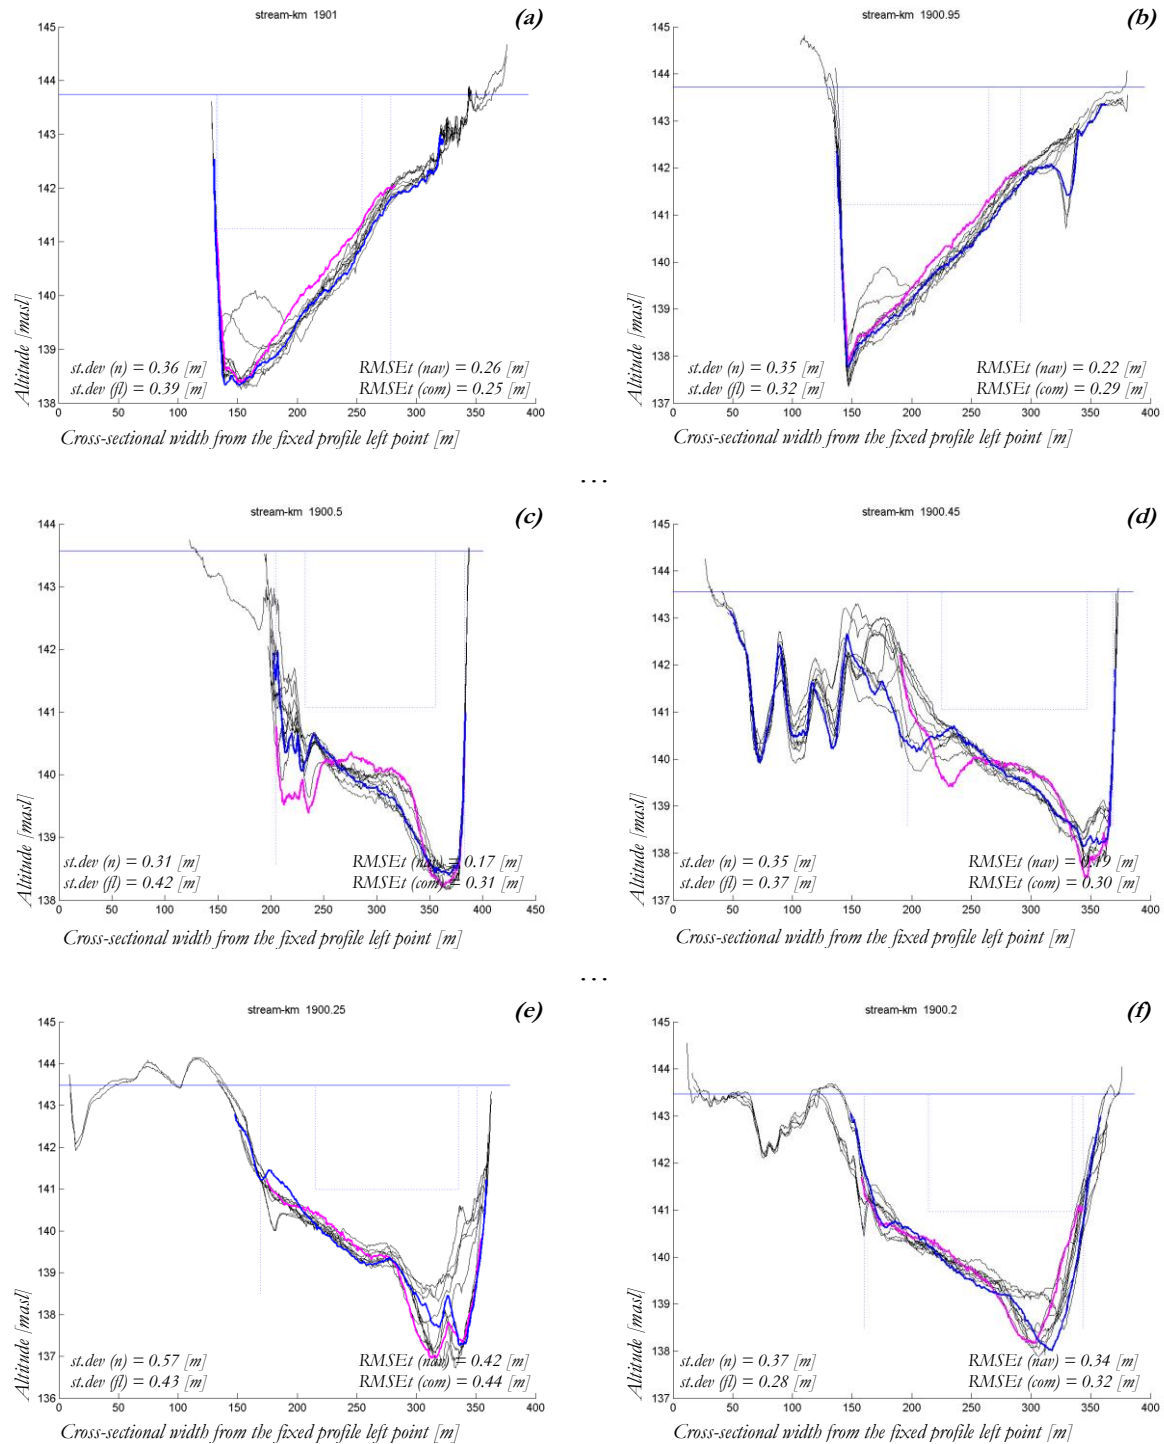 stream-km 1901
(a)
145
144
143
142
141
140
139
138
Altitude [masl]
st.dev (n) = 0.36 [m]
st.dev (fl) = 0.39 [m]
RMSEt (nav) = 0.26 [m]
RMSEt (com) = 0.25 [m]
0 50 100 150 200 250 300 350 400
Cross-sectional width from the fixed profile left point [m]
stream-km 1900.95
(b)
145
144
143
142
141
140
139
138
137
Altitude [masl]
st.dev (n) = 0.35 [m]
st.dev (fl) = 0.32 [m]
RMSEt (nav) = 0.22 [m]
RMSEt (com) = 0.29 [m]
0 50 100 150 200 250 300 350 400
Cross-sectional width from the fixed profile left point [m]
...
stream-km 1900.5
(c)
144
143
142
141
140
139
138
Altitude [masl]
st.dev (n) = 0.31 [m]
st.dev (fl) = 0.42 [m]
RMSEt (nav) = 0.17 [m]
RMSEt (com) = 0.31 [m]
0 50 100 150 200 250 300 350 400 450
Cross-sectional width from the fixed profile left point [m]
stream-km 1900.45
(d)
145
144
143
142
141
140
139
138
137
Altitude [masl]
st.dev (n) = 0.35 [m]
st.dev (fl) = 0.37 [m]
RMSEt (nav) = 0.19 [m]
RMSEt (com) = 0.30 [m]
0 50 100 150 200 250 300 350 400
Cross-sectional width from the fixed profile left point [m]
...
stream-km 1900.25
(e)
145
144
143
142
141
140
139
138
137
136
Altitude [masl]
st.dev (n) = 0.57 [m]
st.dev (fl) = 0.43 [m]
RMSEt (nav) = 0.42 [m]
RMSEt (com) = 0.44 [m]
0 50 100 150 200 250 300 350 400
Cross-sectional width from the fixed profile left point [m]
stream-km 1900.2
(f)
145
144
143
142
141
140
139
138
137
Altitude [masl]
st.dev (n) = 0.37 [m]
st.dev (fl) = 0.28 [m]
RMSEt (nav) = 0.34 [m]
RMSEt (com) = 0.32 [m]
0 50 100 150 200 250 300 350 400
Cross-sectional width from the fixed profile left point [m]